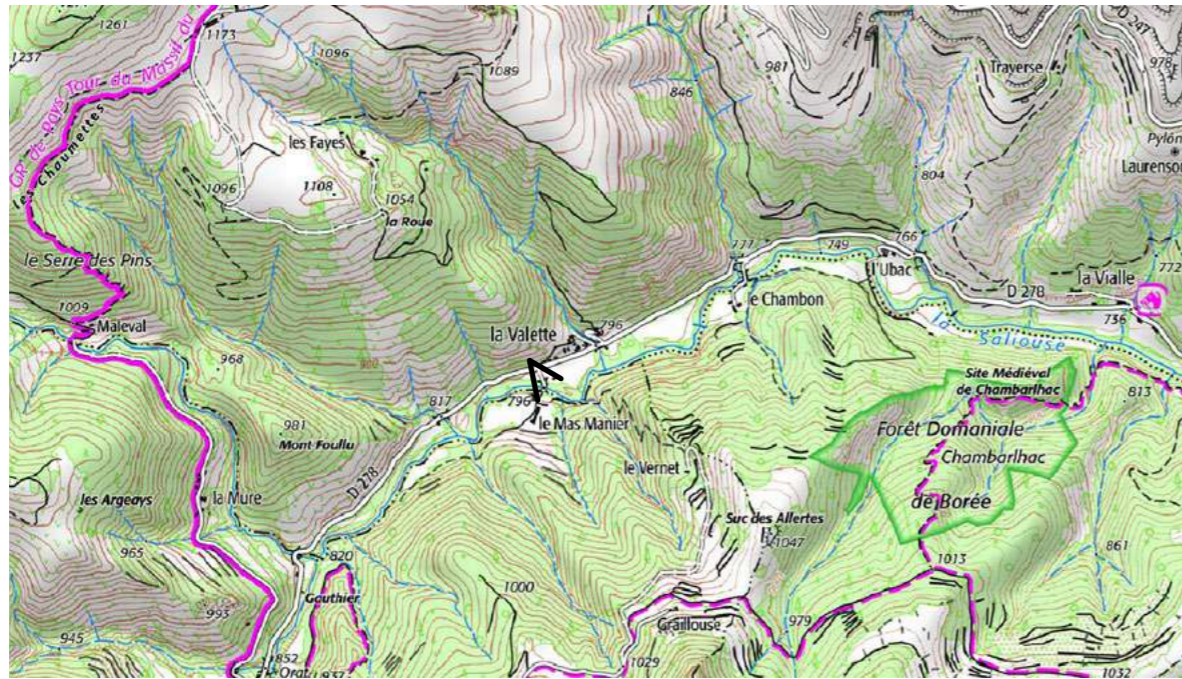 1261
1173
1237
1096
1089
GR de Pays Tour du Massif du
les Chaumettes
les Fayes
1096
1108
1054
la Roue
981
846
D 247
978
Traverse
804
Pylôn
Laurenson
le Serre des Pins
1009
Maleval
777
749
766
l'Ubac
772
la Vialle
D 278
736
le Chambon
la Valette
796
la Saliouse
968
817
796
le Mas Manier
Site Médiéval
de Chambarlhac
813
981
Mont Foullu
D 278
Forêt Domaniale
Chambarlhac
de Borée
le Vernet
les Argeays
la Mure
Suc des Allertes
1047
965
820
1000
1013
861
Gauthier
993
Graillouse
979
945
852
1029
1032